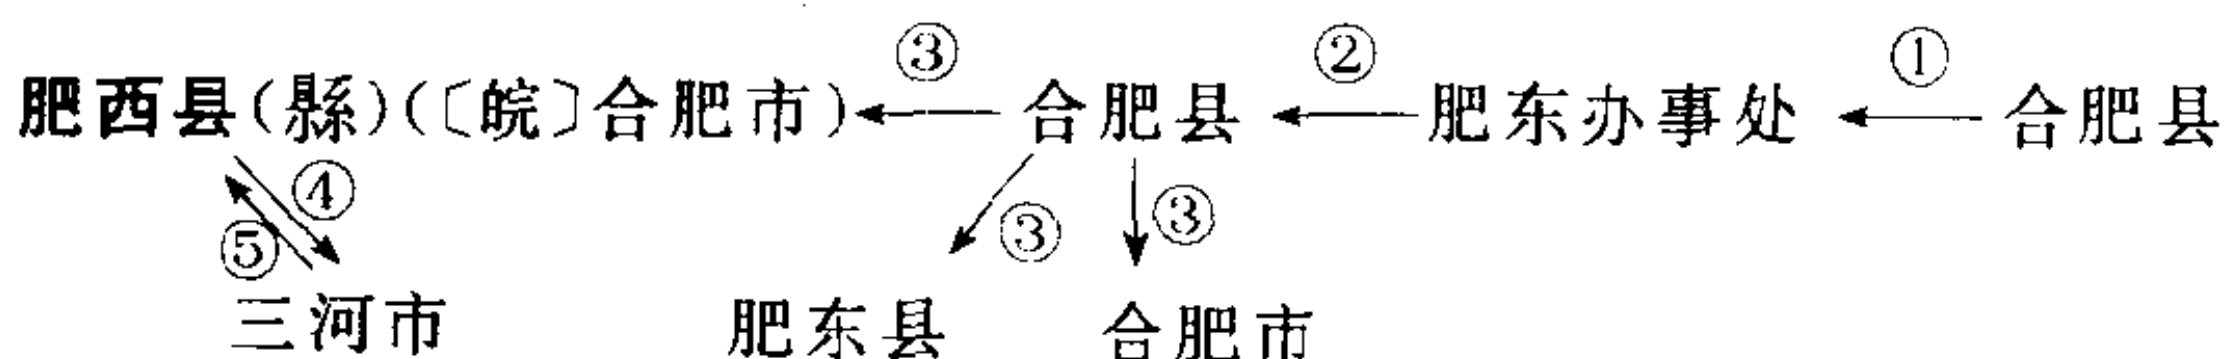 ③ ② ①
肥西县(縣)(〔皖〕合肥市)←合肥县←肥东办事处←合肥县
④
⑤ ③ ③
三河市 肥东县 合肥市